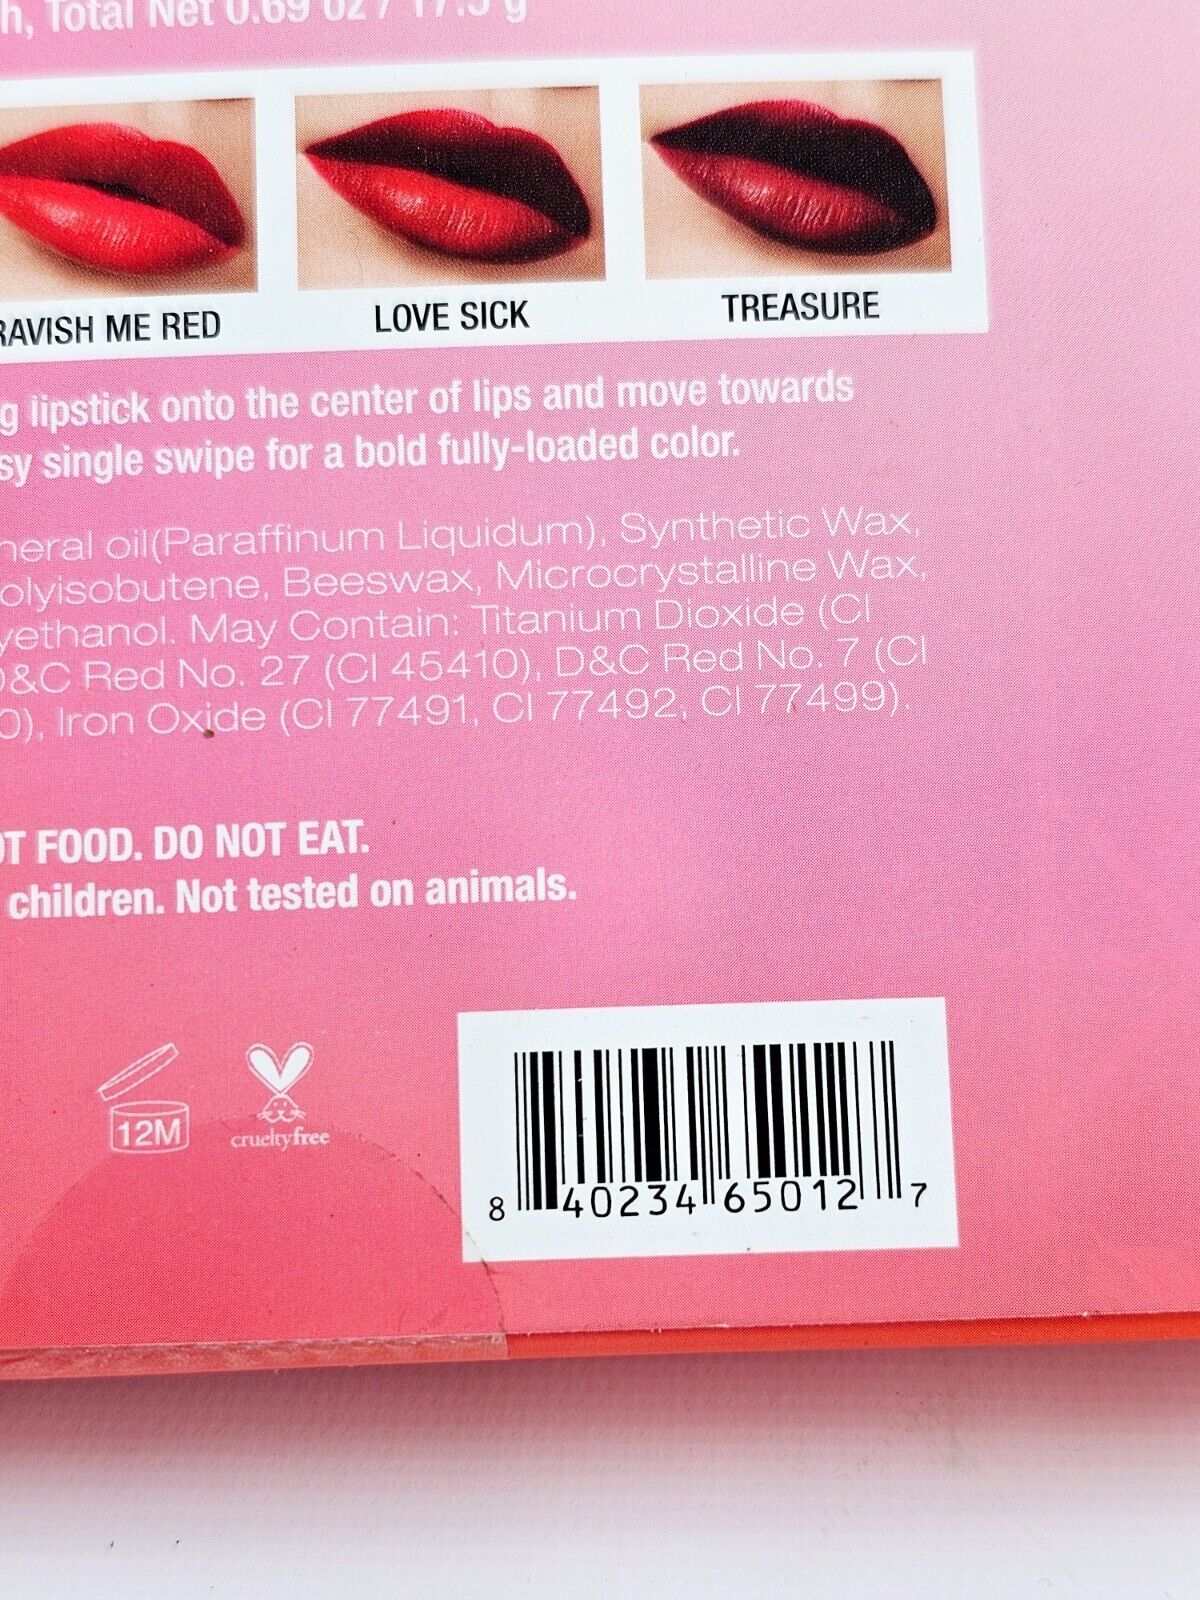 h, Total Net 0.69 oz / 17.5 g
RAVISH ME RED
LOVE SICK
TREASURE
g lipstick onto the center of lips and move towards
sy single swipe for a bold fully-loaded color.
neral oil(Paraffinum Liquidum), Synthetic Wax,
olyisobutene, Beeswax, Microcrystalline Wax,
yethanol. May Contain: Titanium Dioxide (CI
D&C Red No. 27 (CI 45410), D&C Red No. 7 (CI
0), Iron Oxide (CI 77491, CI 77492, CI 77499).
OT FOOD. DO NOT EAT.
children. Not tested on animals.
12M
crueltyfree
8 40234 65012 7